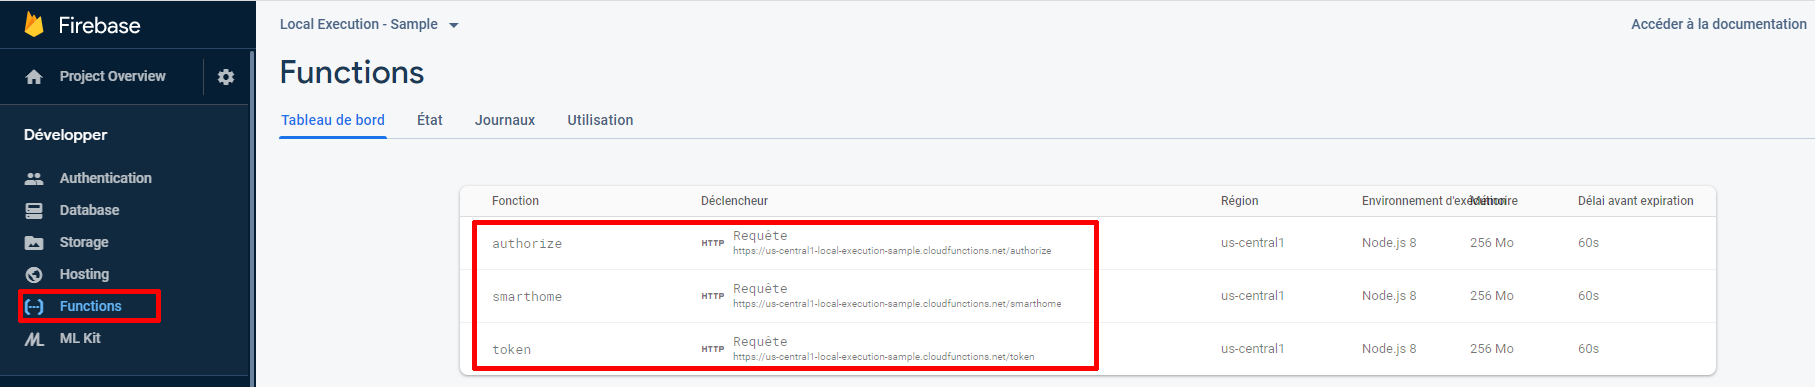 Firebase
Project Overview
Développer
Authentication
Database
Storage
Hosting
Functions
ML Kit
Local Execution - Sample
Accéder à la documentation
Functions
Tableau de bord État Journaux Utilisation
Fonction Déclencheur Région Environnement d'exécution Mémoire Délai avant expiration
authorize HTTP Requête us-central1 Node.js 8 256 Mo 60s
https://us-central1-local-execution-sample.cloudfunctions.net/authorize
smarthome HTTP Requête us-central1 Node.js 8 256 Mo 60s
https://us-central1-local-execution-sample.cloudfunctions.net/smarthome
token HTTP Requête us-central1 Node.js 8 256 Mo 60s
https://us-central1-local-execution-sample.cloudfunctions.net/token